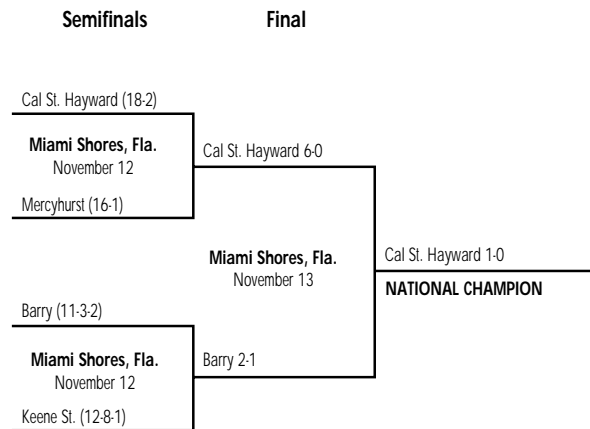 Semifinals
Final
Cal St. Hayward (18-2)
Miami Shores, Fla.
November 12
Mercyhurst (16-1)
Cal St. Hayward 6-0
Miami Shores, Fla.
November 13
Cal St. Hayward 1-0
NATIONAL CHAMPION
Barry (11-3-2)
Miami Shores, Fla.
November 12
Keene St. (12-8-1)
Barry 2-1